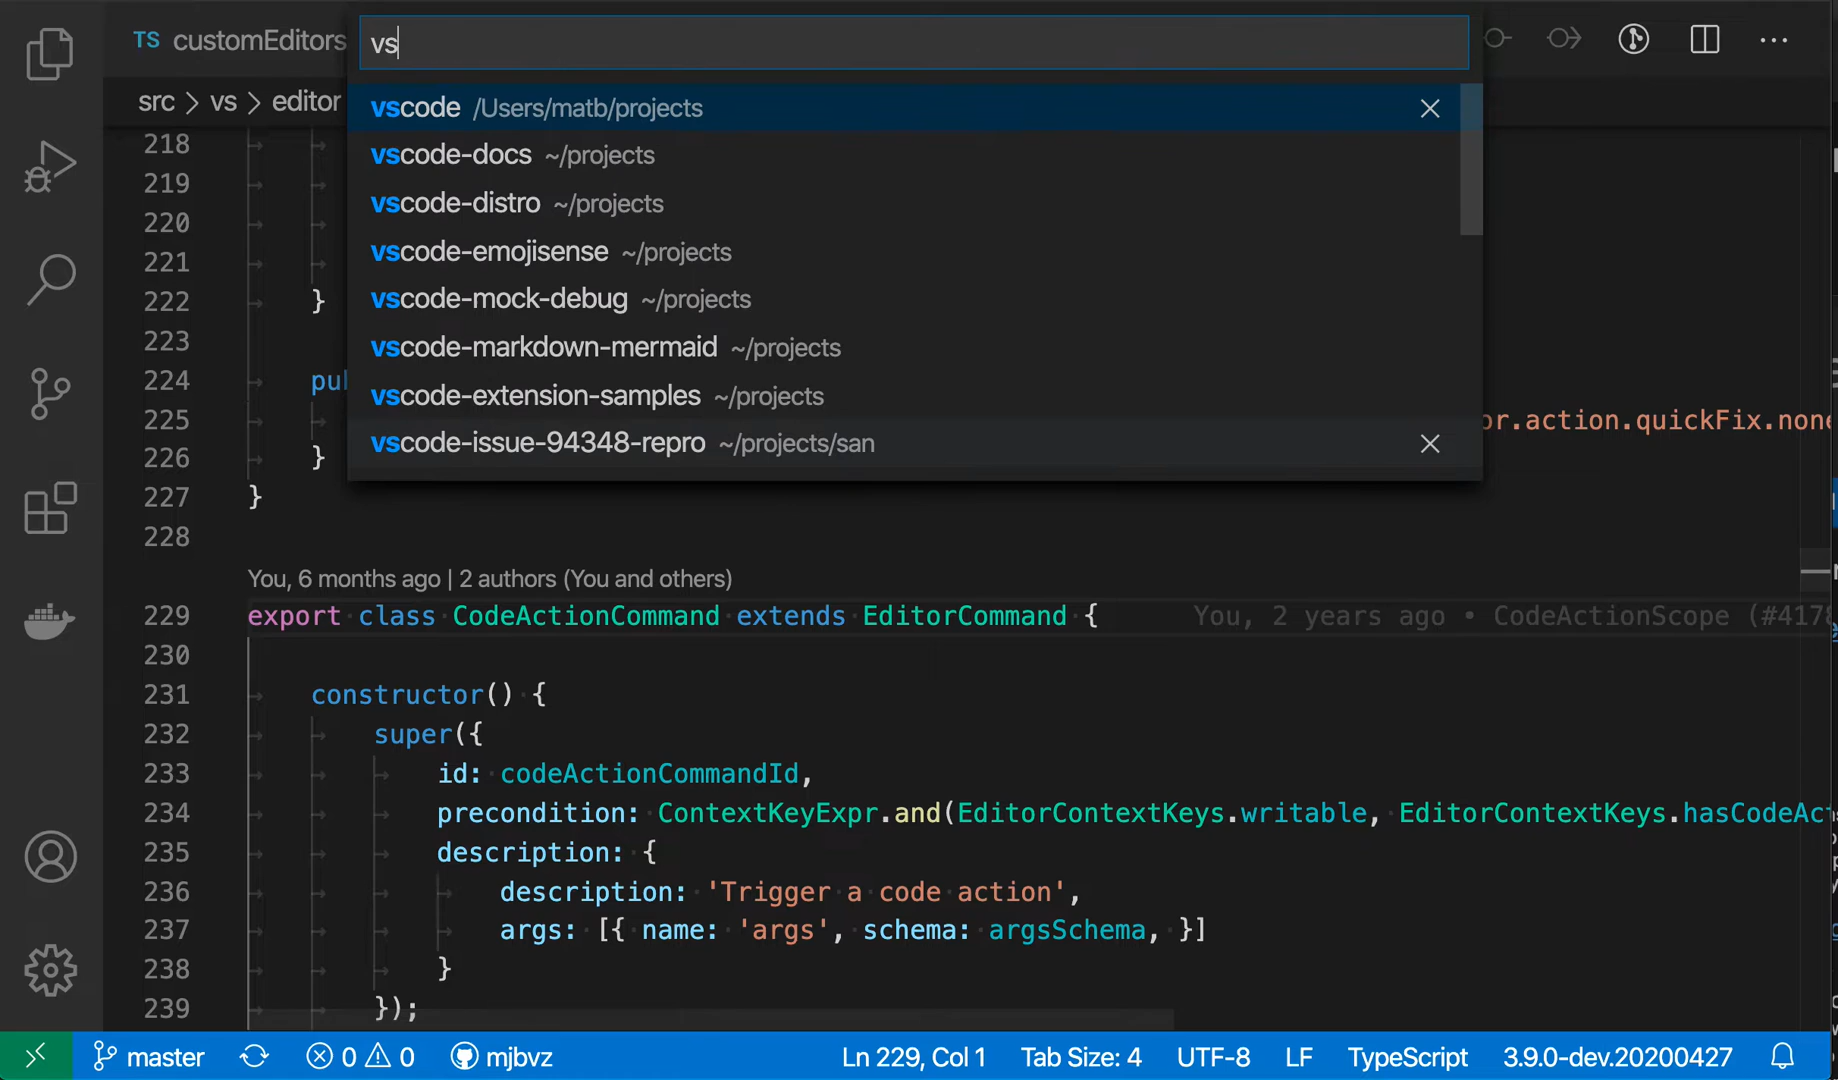 TS customEditors
vs
src > vs > editor
vscode /Users/matb/projects
vscode-docs ~/projects
vscode-distro ~/projects
vscode-emojisense ~/projects
vscode-mock-debug ~/projects
vscode-markdown-mermaid ~/projects
vscode-extension-samples ~/projects
vscode-issue-94348-repro ~/projects/san
218
219
220
221
222 }
223
224 pu
225 or.action.quickFix.none
226 }
227 }
228
You, 6 months ago | 2 authors (You and others)
229 export class CodeActionCommand extends EditorCommand { You, 2 years ago • CodeActionScope (#4178
230
231 constructor() {
232 super({
233 id: codeActionCommandId,
234 precondition: ContextKeyExpr.and(EditorContextKeys.writable, EditorContextKeys.hasCodeAc
235 description: {
236 description: 'Trigger a code action',
237 args: [{ name: 'args', schema: argsSchema, }]
238 }
239 });
master 0 0 mjbvz Ln 229, Col 1 Tab Size: 4 UTF-8 LF TypeScript 3.9.0-dev.20200427